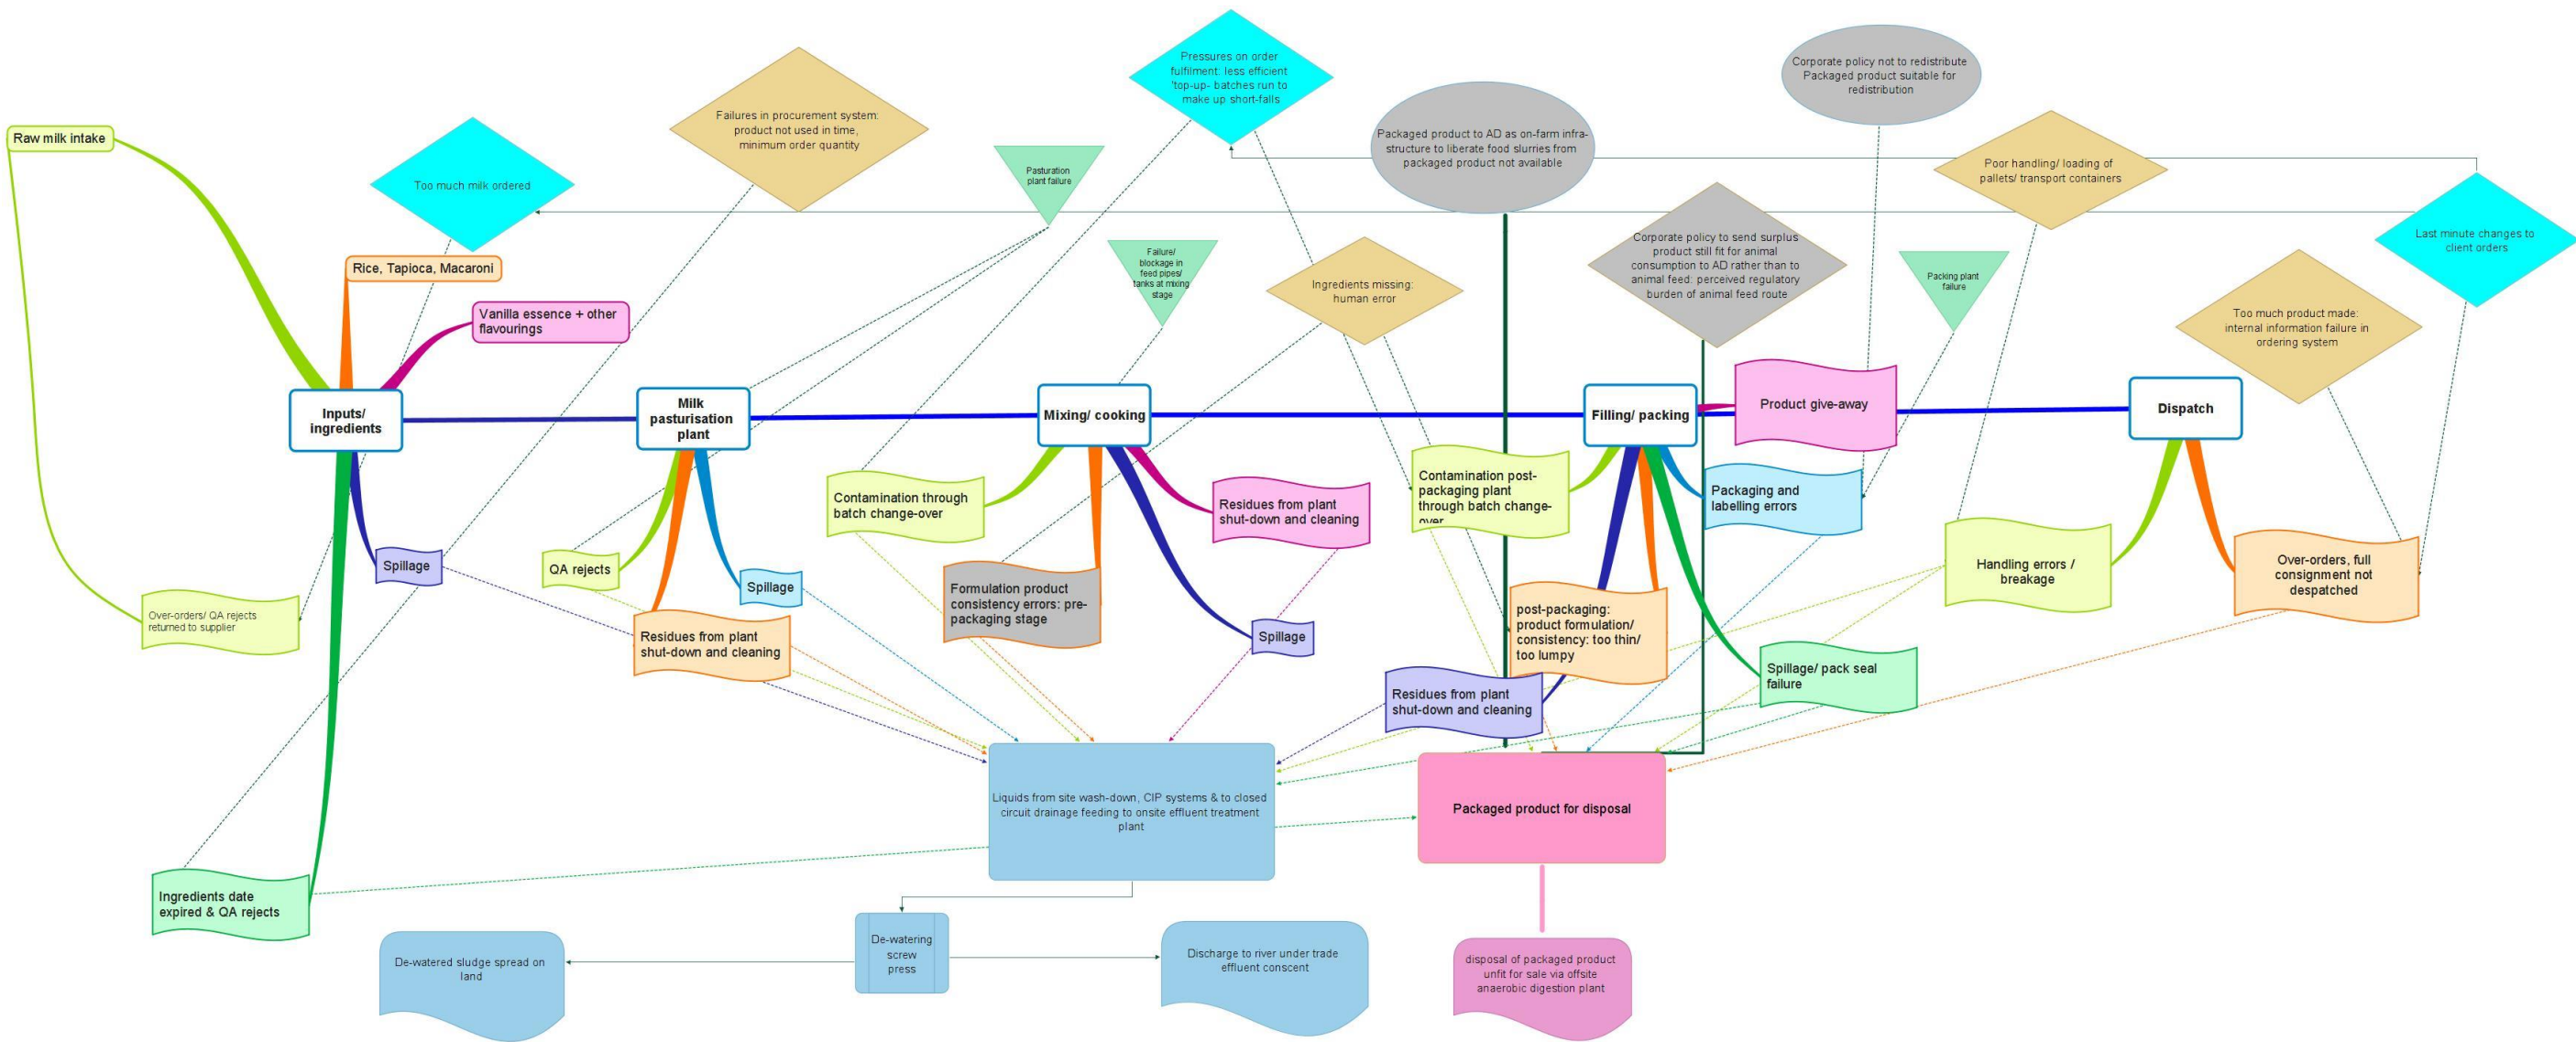 Pressures on order
fulfilment: less efficient
'top-up- batches run to
make up short-falls
Corporate policy not to redistribute
Packaged product suitable for
redistribution
Failures in procurement system:
product not used in time,
minimum order quantity
Raw milk intake
Packaged product to AD as on-farm infra-
structure to liberate food slurries from
packaged product not available
Pasturation
plant failure
Poor handling/ loading of
pallets/ transport containers
Too much milk ordered
Corporate policy to send surplus
product still fit for animal
consumption to AD rather than to
animal feed: perceived regulatory
burden of animal feed route
Last minute changes to
client orders
Rice, Tapioca, Macaroni
Failure/
blockage in
feed pipes/
tanks at mixing
stage
Ingredients missing:
human error
Packing plant
failure
Vanilla essence + other
flavourings
Too much product made:
internal information failure in
ordering system
Inputs/
ingredients
Milk
pasturisation
plant
Mixing/ cooking
Filling/ packing
Product give-away
Dispatch
Contamination through
batch change-over
Residues from plant
shut-down and cleaning
Contamination post-
packaging plant
through batch change-
over
Packaging and
labelling errors
Spillage
QA rejects
Spillage
Formulation product
consistency errors: pre-
packaging stage
Handling errors /
breakage
Over-orders, full
consignment not
despatched
Over-orders/ QA rejects
returned to supplier
Residues from plant
shut-down and cleaning
Spillage
post-packaging:
product formulation/
consistency: too thin/
too lumpy
Spillage/ pack seal
failure
Residues from plant
shut-down and cleaning
Liquids from site wash-down, CIP systems & to closed
circuit drainage feeding to onsite effluent treatment
plant
Packaged product for disposal
Ingredients date
expired & QA rejects
De-watered sludge spread on
land
De-watering
screw
press
Discharge to river under trade
effluent conscent
disposal of packaged product
unfit for sale via offsite
anaerobic digestion plant